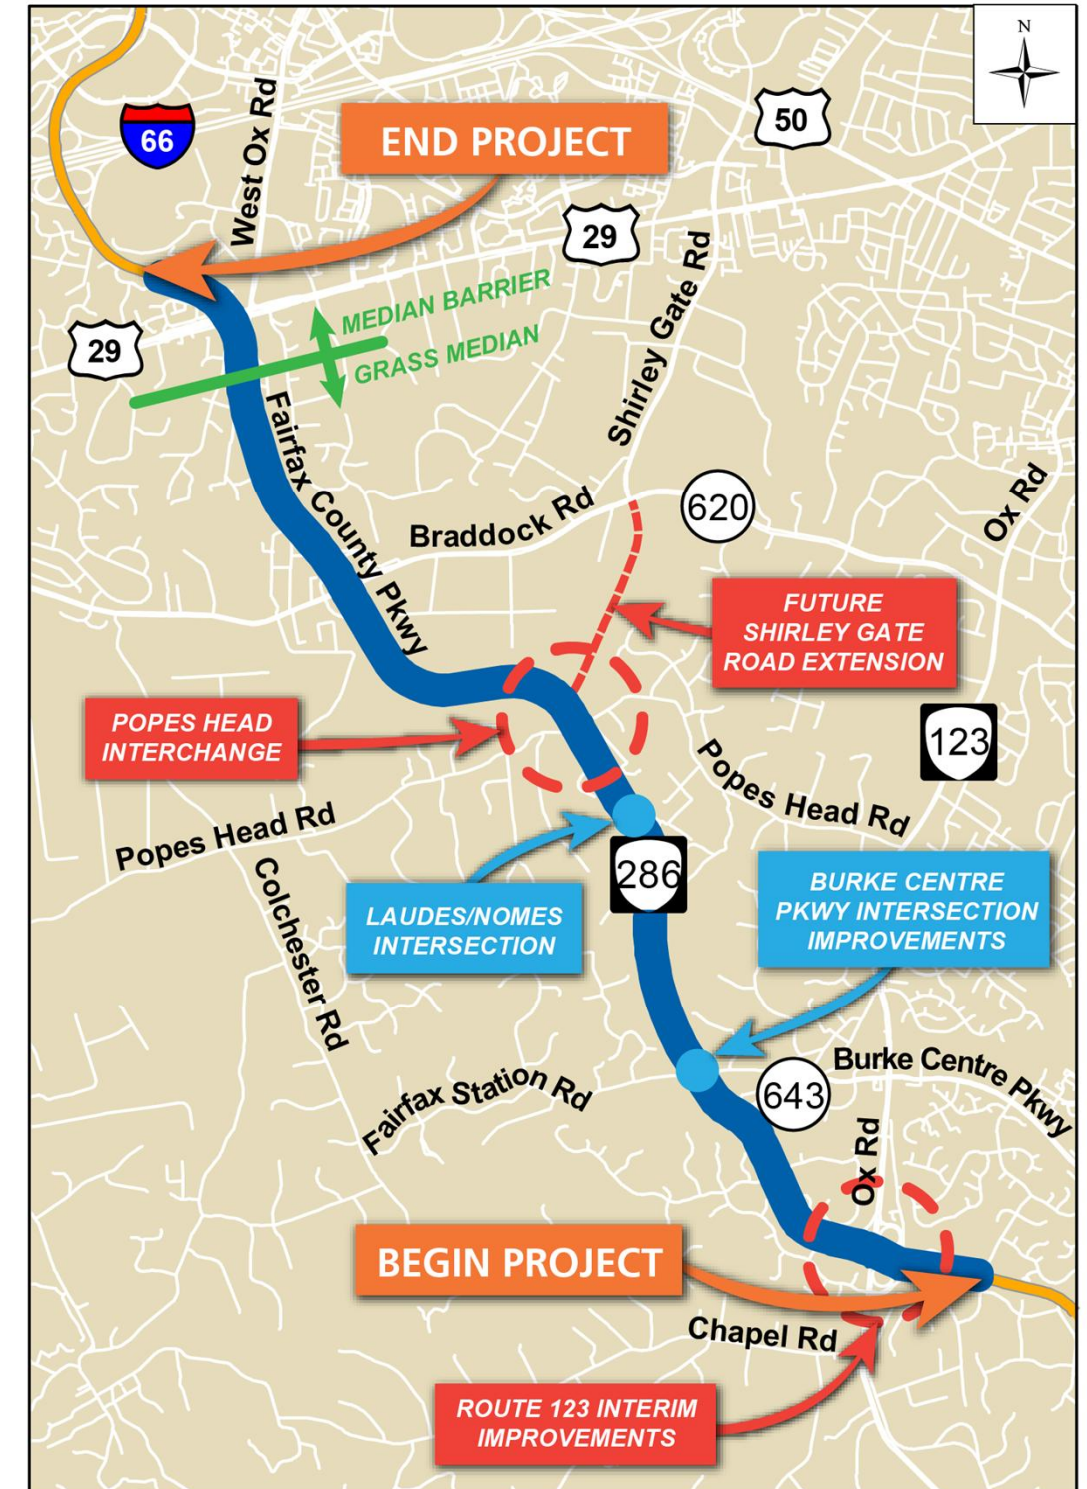 N
66
West Ox Rd
END PROJECT
50
29
Shirley Gate Rd
29
MEDIAN BARRIER
GRASS MEDIAN
Fairfax County Pkwy
Braddock Rd
620
Ox Rd
FUTURE
SHIRLEY GATE
ROAD EXTENSION
POPES HEAD
INTERCHANGE
123
Popes Head Rd
Popes Head Rd
Colchester Rd
286
LAUDES/NOMES
INTERSECTION
BURKE CENTRE
PKWY INTERSECTION
IMPROVEMENTS
Fairfax Station Rd
643
Burke Centre Pkwy
Ox Rd
BEGIN PROJECT
Chapel Rd
ROUTE 123 INTERIM
IMPROVEMENTS